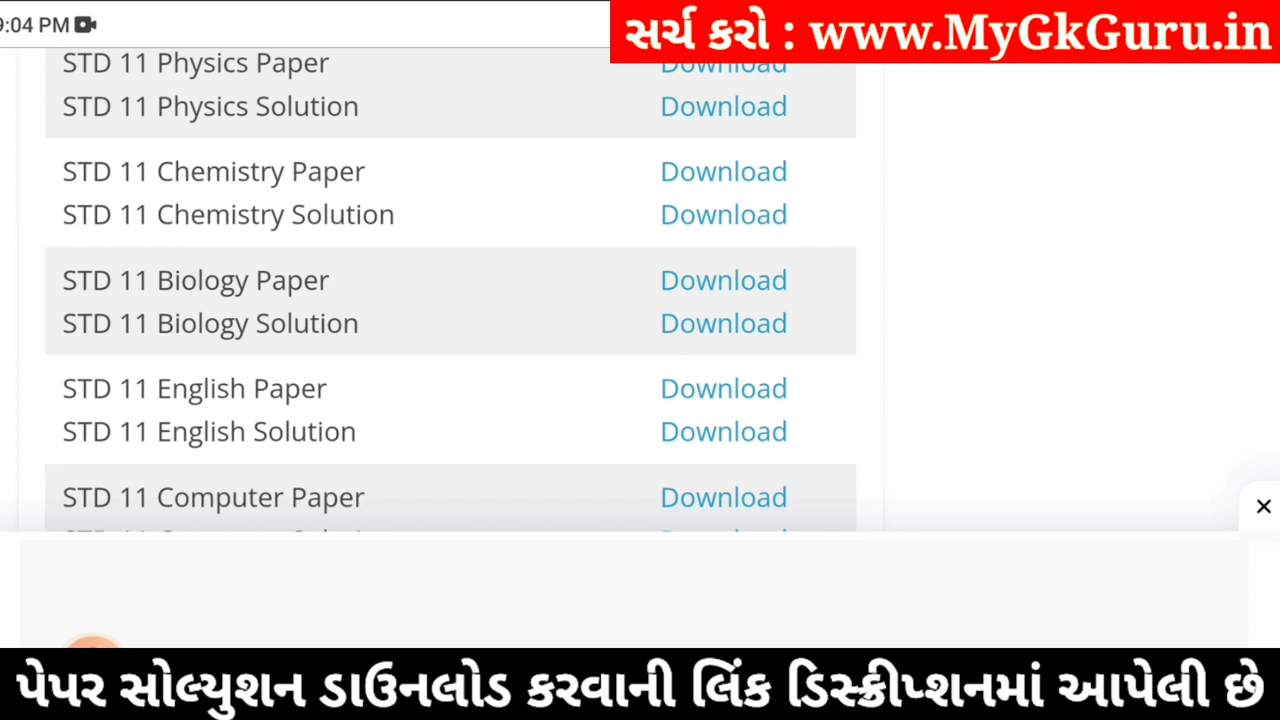 9:04 PM
સર્ચ કરો : www.MyGkGuru.in
STD 11 Physics Paper Download
STD 11 Physics Solution Download
STD 11 Chemistry Paper Download
STD 11 Chemistry Solution Download
STD 11 Biology Paper Download
STD 11 Biology Solution Download
STD 11 English Paper Download
STD 11 English Solution Download
STD 11 Computer Paper Download
પેપર સોલ્યુશન ડાઉનલોડ કરવાની લિંક ડિસ્ક્રીપ્શનમાં આપેલી છે